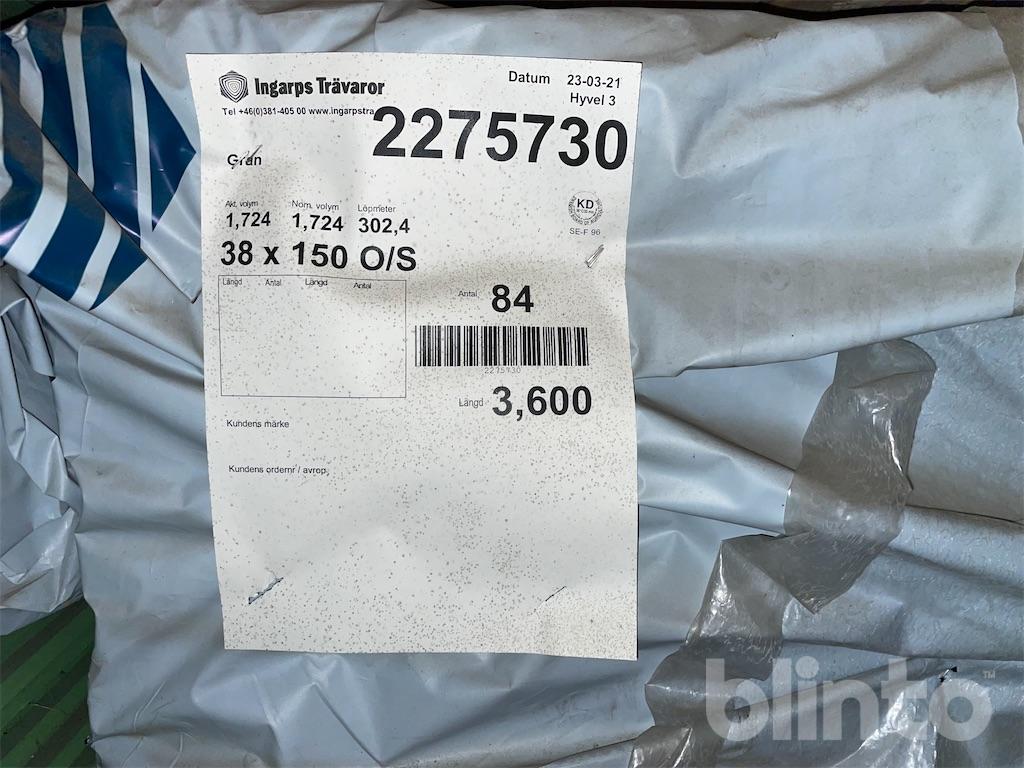 Ingarps Trävaror
Datum 23-03-21
Hyvel 3
Tel +46(0)381-405 00 www.ingarpstra
2275730
Gran
Akt. volym Nom. volym Löpmeter
1,724 1,724 302,4
KD
SE-F 96
38 x 150 O/S
Längd Antal Längd Antal
Antal 84
2275730
Längd 3,600
Kundens märke
Kundens ordernr / avrop.
blinto™